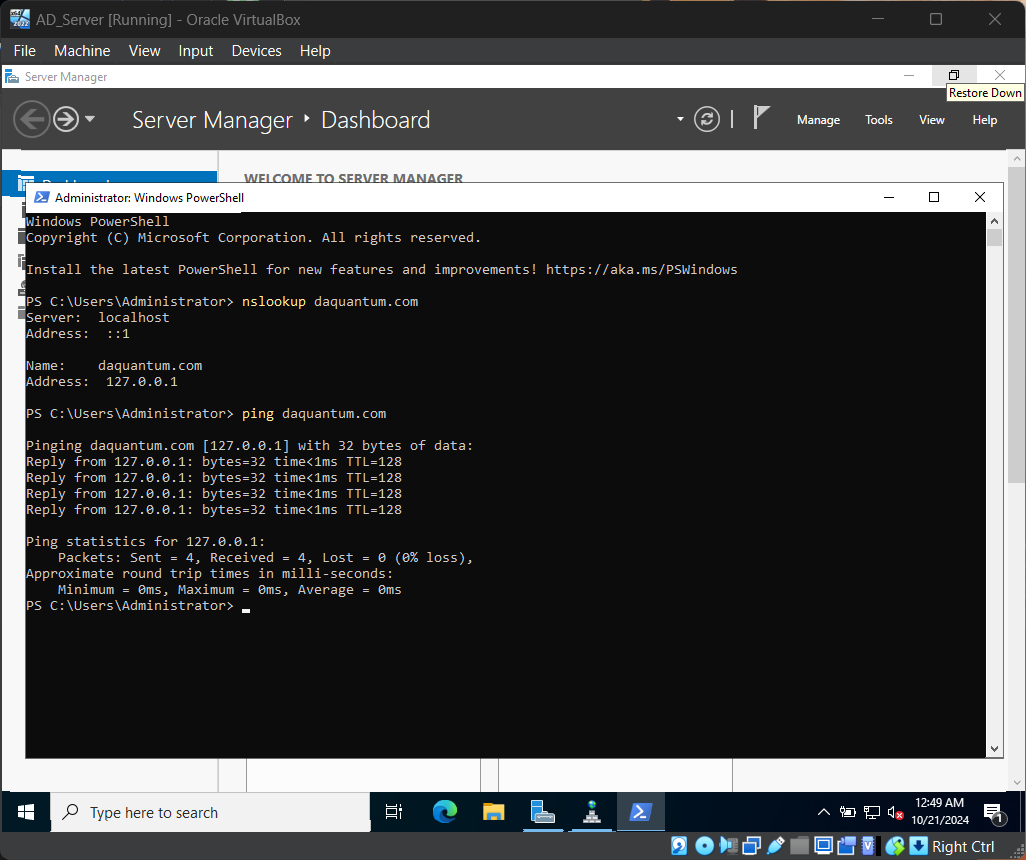 AD_Server [Running] - Oracle VirtualBox
File Machine View Input Devices Help
Server Manager
Restore Down
Server Manager ‣ Dashboard
Manage Tools View Help
WELCOME TO SERVER MANAGER
Administrator: Windows PowerShell
Windows PowerShell
Copyright (C) Microsoft Corporation. All rights reserved.
Install the latest PowerShell for new features and improvements! https://aka.ms/PSWindows
PS C:\Users\Administrator> nslookup daquantum.com
Server:  localhost
Address:  ::1
Name:    daquantum.com
Address:  127.0.0.1
PS C:\Users\Administrator> ping daquantum.com
Pinging daquantum.com [127.0.0.1] with 32 bytes of data:
Reply from 127.0.0.1: bytes=32 time<1ms TTL=128
Reply from 127.0.0.1: bytes=32 time<1ms TTL=128
Reply from 127.0.0.1: bytes=32 time<1ms TTL=128
Reply from 127.0.0.1: bytes=32 time<1ms TTL=128
Ping statistics for 127.0.0.1:
    Packets: Sent = 4, Received = 4, Lost = 0 (0% loss),
Approximate round trip times in milli-seconds:
    Minimum = 0ms, Maximum = 0ms, Average = 0ms
PS C:\Users\Administrator>
Type here to search
12:49 AM
10/21/2024
1
Right Ctrl